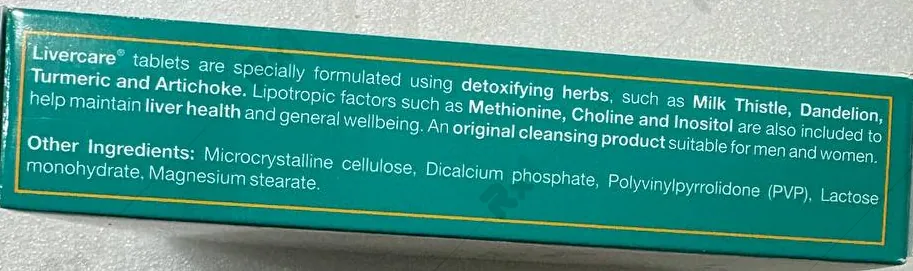 Livercare® tablets are specially formulated using detoxifying herbs, such as Milk Thistle, Dandelion,
Turmeric and Artichoke. Lipotropic factors such as Methionine, Choline and Inositol are also included to
help maintain liver health and general wellbeing. An original cleansing product suitable for men and women.
Other Ingredients: Microcrystalline cellulose, Dicalcium phosphate, Polyvinylpyrrolidone (PVP), Lactose
monohydrate, Magnesium stearate.